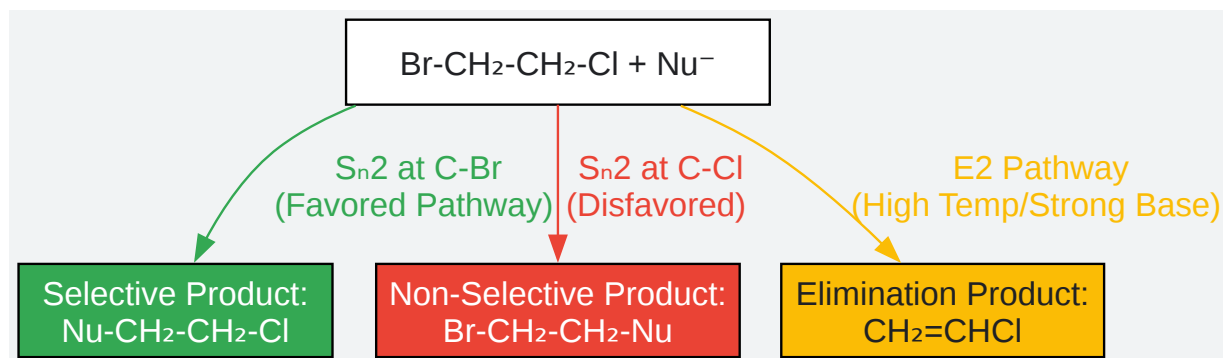 Br-CH₂-CH₂-Cl + Nu⁻
Sₙ2 at C-Br
(Favored Pathway)
Sₙ2 at C-Cl
(Disfavored)
E2 Pathway
(High Temp/Strong Base)
Selective Product:
Nu-CH₂-CH₂-Cl
Non-Selective Product:
Br-CH₂-CH₂-Nu
Elimination Product:
CH₂=CHCl